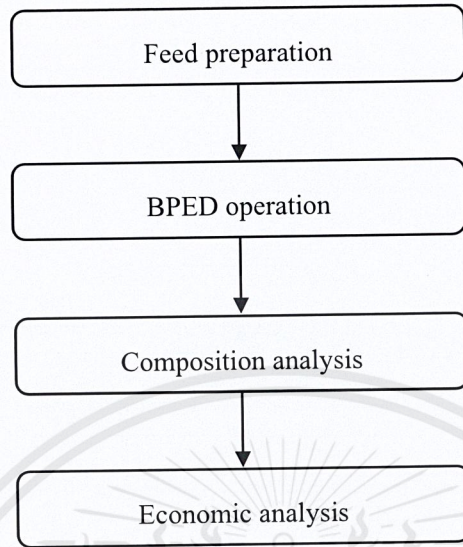 Feed preparation
BPED operation
Composition analysis
Economic analysis